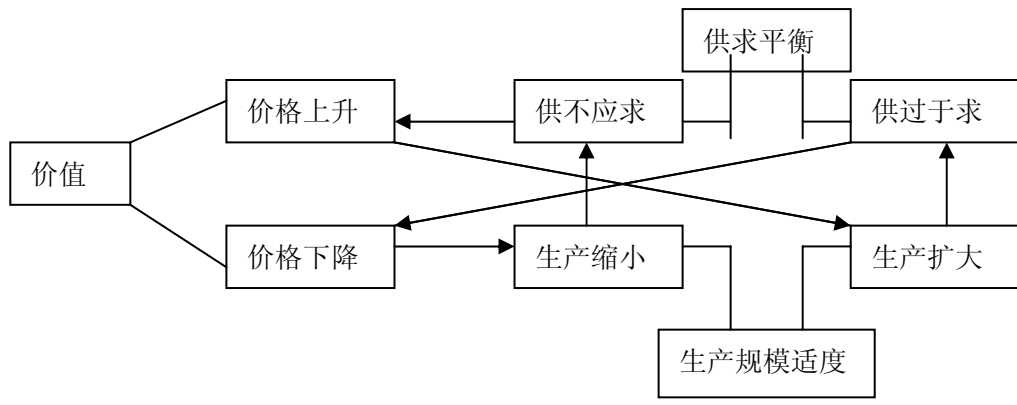 供求平衡
价格上升
供不应求
供过于求
价值
价格下降
生产缩小
生产扩大
生产规模适度